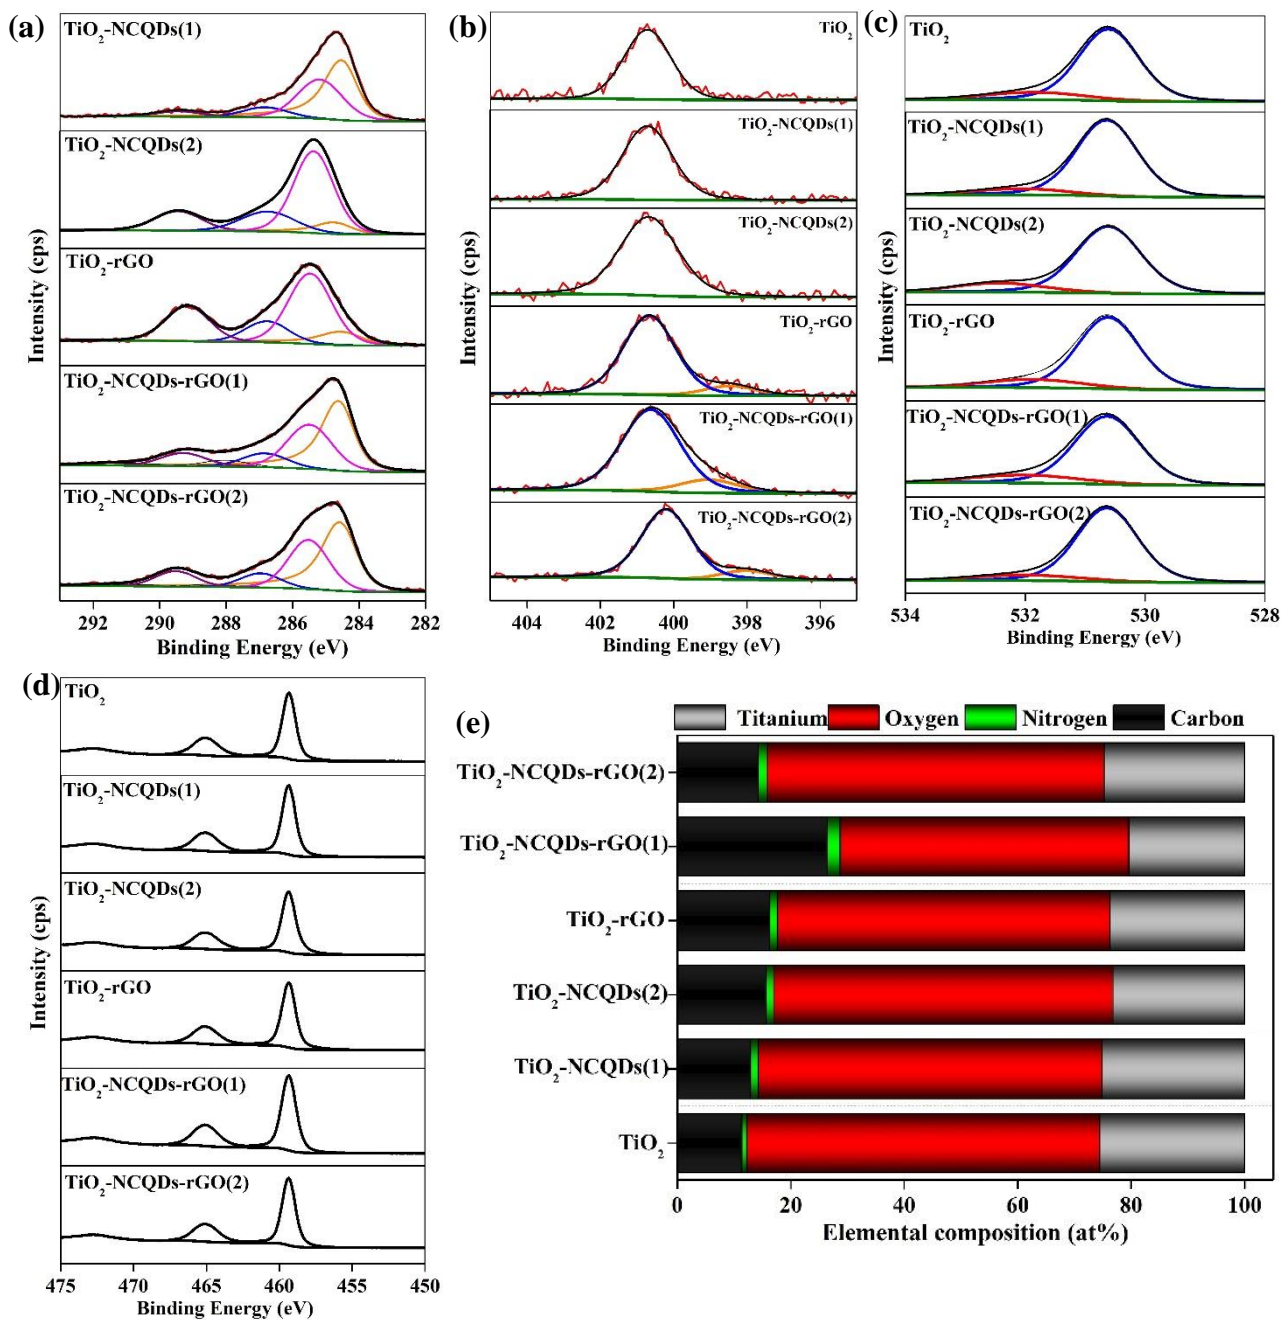 (a)
TiO₂-NCQDs(1)
TiO₂-NCQDs(2)
TiO₂-rGO
TiO₂-NCQDs-rGO(1)
TiO₂-NCQDs-rGO(2)
Intensity (cps)
292 290 288 286 284 282
Binding Energy (eV)
(b)
TiO₂
TiO₂-NCQDs(1)
TiO₂-NCQDs(2)
TiO₂-rGO
TiO₂-NCQDs-rGO(1)
TiO₂-NCQDs-rGO(2)
Intensity (cps)
404 402 400 398 396
Binding Energy (eV)
(c)
TiO₂
TiO₂-NCQDs(1)
TiO₂-NCQDs(2)
TiO₂-rGO
TiO₂-NCQDs-rGO(1)
TiO₂-NCQDs-rGO(2)
Intensity (cps)
534 532 530 528
Binding Energy (eV)
(d)
TiO₂
TiO₂-NCQDs(1)
TiO₂-NCQDs(2)
TiO₂-rGO
TiO₂-NCQDs-rGO(1)
TiO₂-NCQDs-rGO(2)
Intensity (cps)
475 470 465 460 455 450
Binding Energy (eV)
(e)
Titanium Oxygen Nitrogen Carbon
TiO₂-NCQDs-rGO(2)
TiO₂-NCQDs-rGO(1)
TiO₂-rGO
TiO₂-NCQDs(2)
TiO₂-NCQDs(1)
TiO₂
0 20 40 60 80 100
Elemental composition (at%)